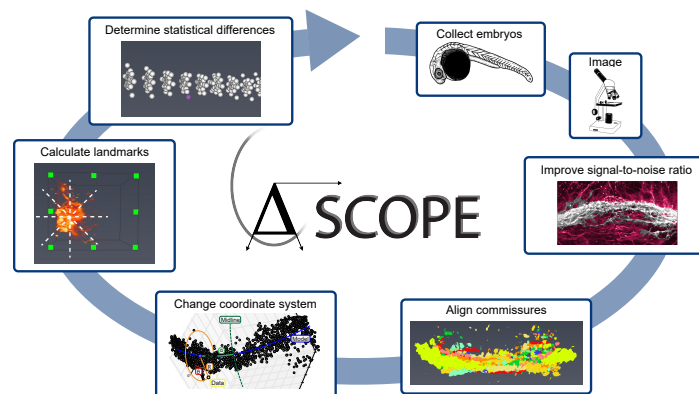 Determine statistical differences
Collect embryos
Image
Calculate landmarks
Improve signal-to-noise ratio
Δ SCOPE
Change coordinate system
Midline
Model
Data
Align commissures